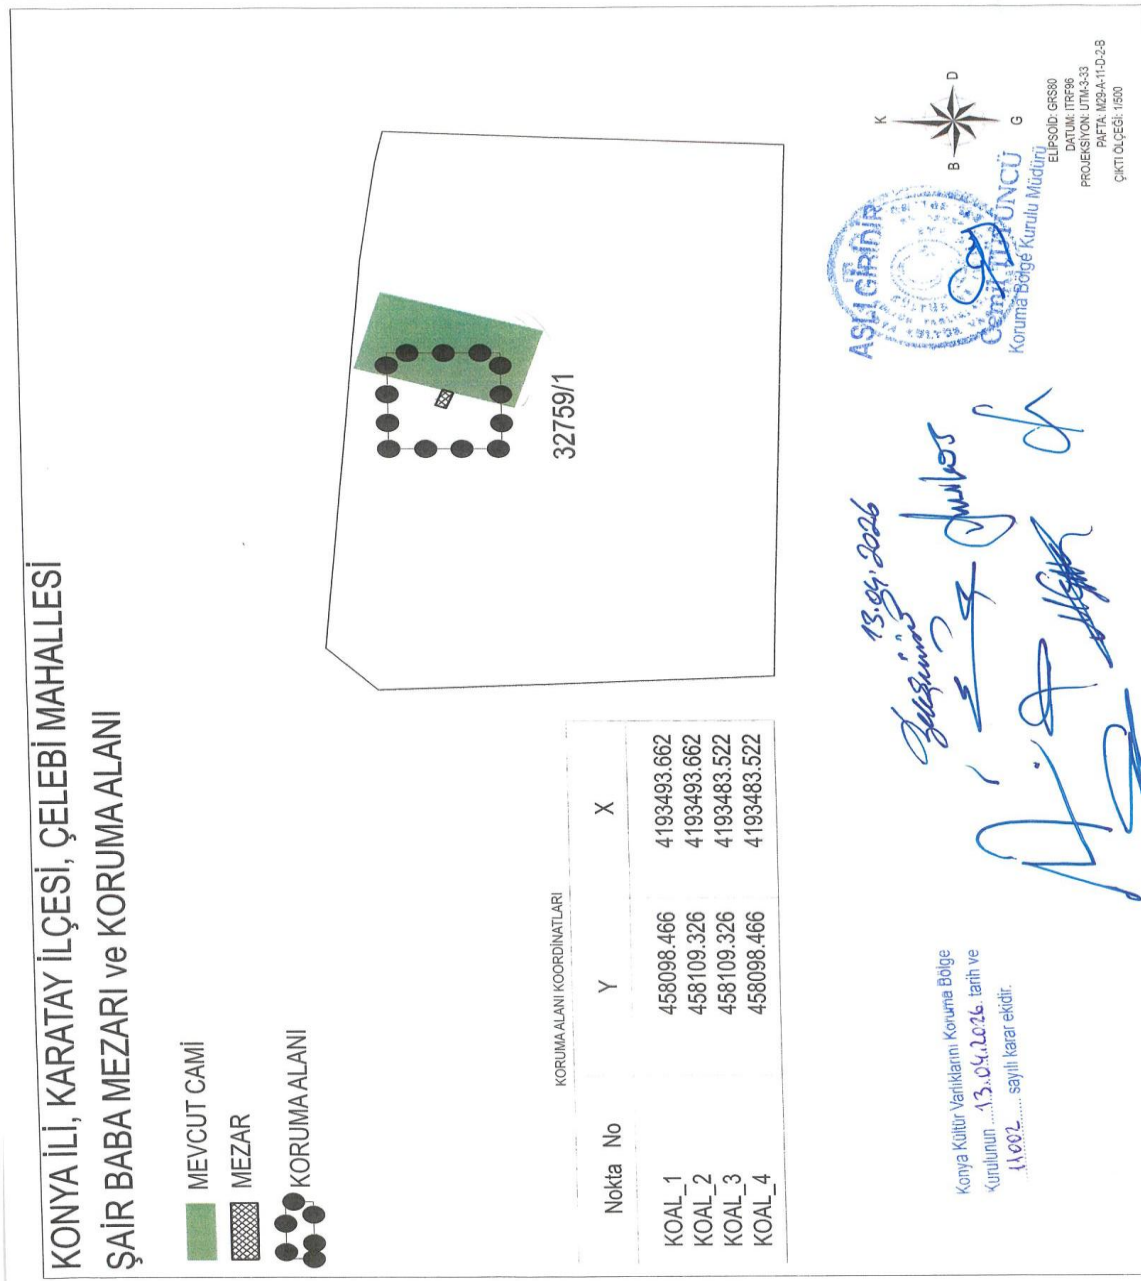 KONYA İLİ, KARATAY İLÇESİ, ÇELEBİ MAHALLESİ
ŞAİR BABA MEZARI ve KORUMA ALANI
MEVCUT CAMİ
MEZAR
KORUMA ALANI
32759/1
KORUMA ALANI KOORDİNATLARI
Nokta No Y X
KOAL_1 458098.466 4193493.662
KOAL_2 458109.326 4193493.662
KOAL_3 458109.326 4193483.522
KOAL_4 458098.466 4193483.522
Konya Kültür Varlıklarını Koruma Bölge
Kurulunun 13.04.2026 tarih ve
11002 sayılı karar ekidir.
13.04.2026
ASLI GİBİDİR
Koruma Bölge Kurulu Müdürü
K
B
D
G
ELİPSOİD: GRS80
DATUM: ITRF96
PROJEKSİYON: UTM-3-33
PAFTA: M29-A-11-D-2-B
ÇIKTI ÖLÇEĞİ: 1/500